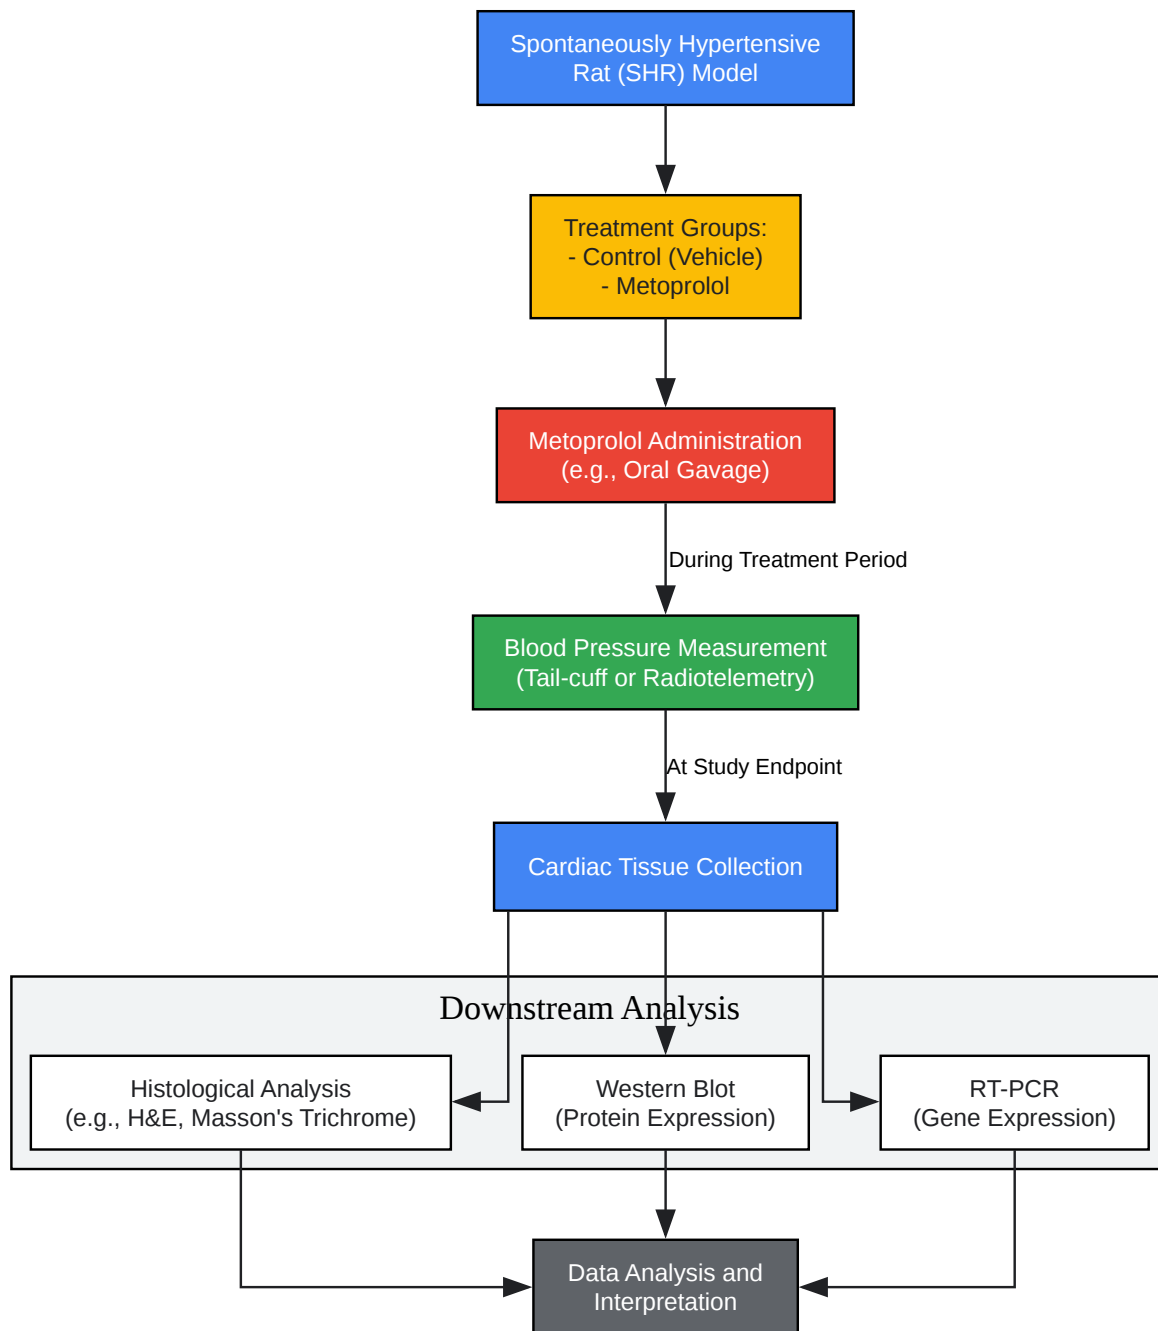 Spontaneously Hypertensive
Rat (SHR) Model
Treatment Groups:
- Control (Vehicle)
- Metoprolol
Metoprolol Administration
(e.g., Oral Gavage)
During Treatment Period
Blood Pressure Measurement
(Tail-cuff or Radiotelemetry)
At Study Endpoint
Cardiac Tissue Collection
Downstream Analysis
Histological Analysis
(e.g., H&E, Masson's Trichrome)
Western Blot
(Protein Expression)
RT-PCR
(Gene Expression)
Data Analysis and
Interpretation